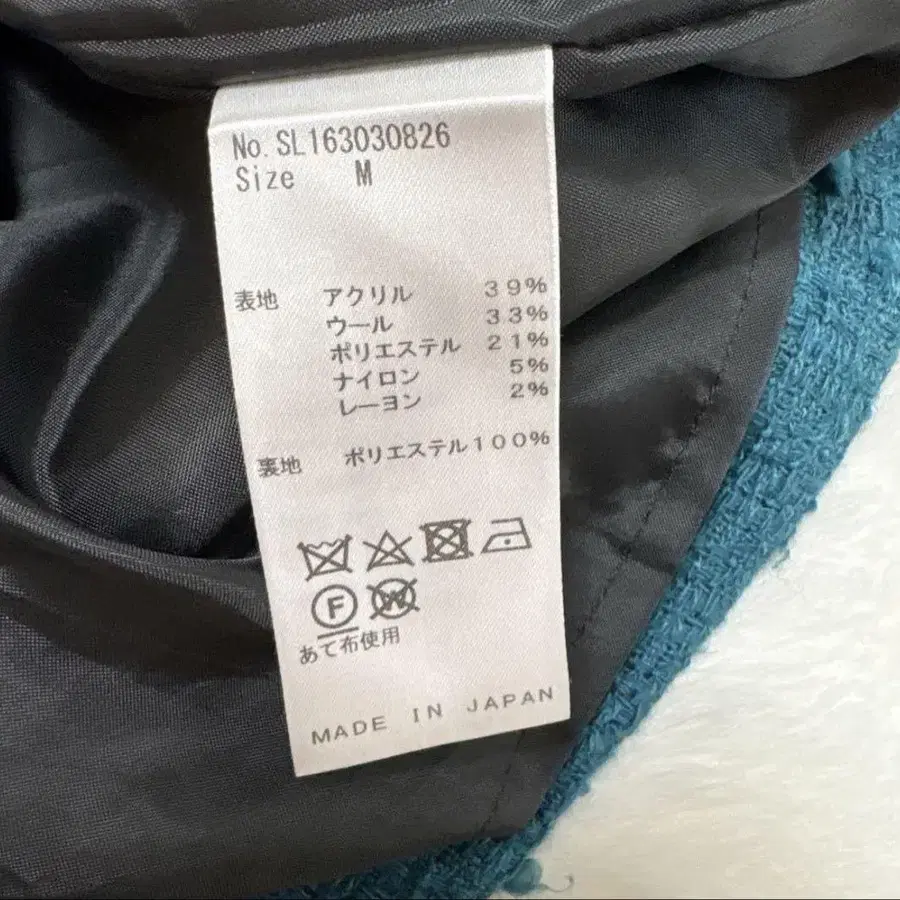 No. SL163030826
Size M
表地 アクリル 39%
ウール 33%
ポリエステル 21%
ナイロン 5%
レーヨン 2%
裏地 ポリエステル100%
F W
あて布使用
MADE IN JAPAN